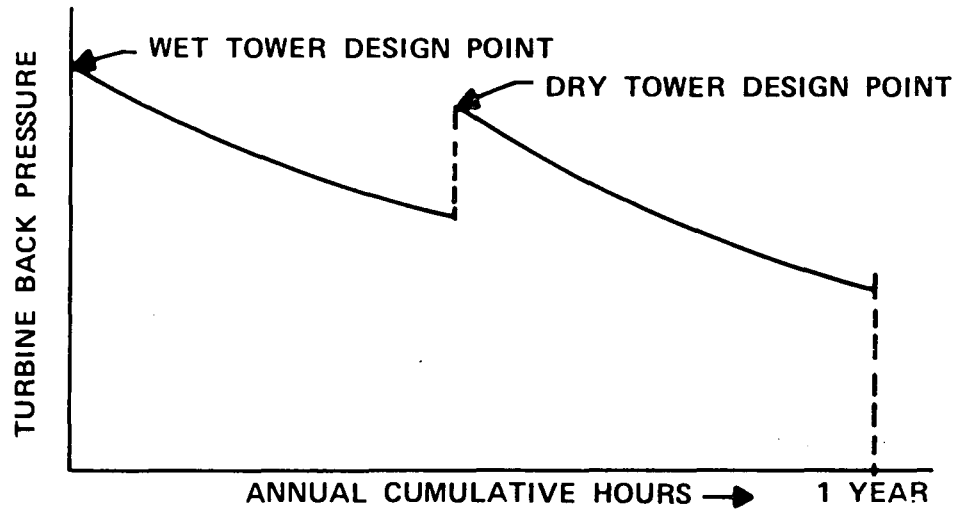 WET TOWER DESIGN POINT
DRY TOWER DESIGN POINT
TURBINE BACK PRESSURE
ANNUAL CUMULATIVE HOURS
1 YEAR